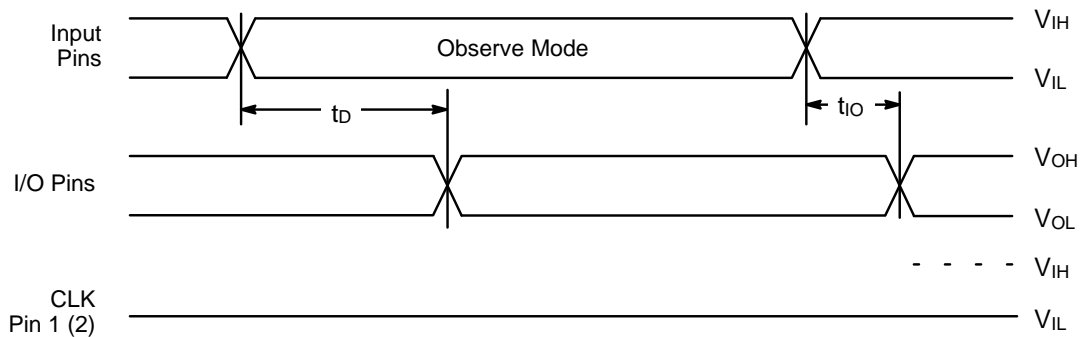 Input
Pins
Observe Mode
VIH
VIL
tD
tIO
I/O Pins
VOH
VOL
VIH
CLK
Pin 1 (2)
VIL